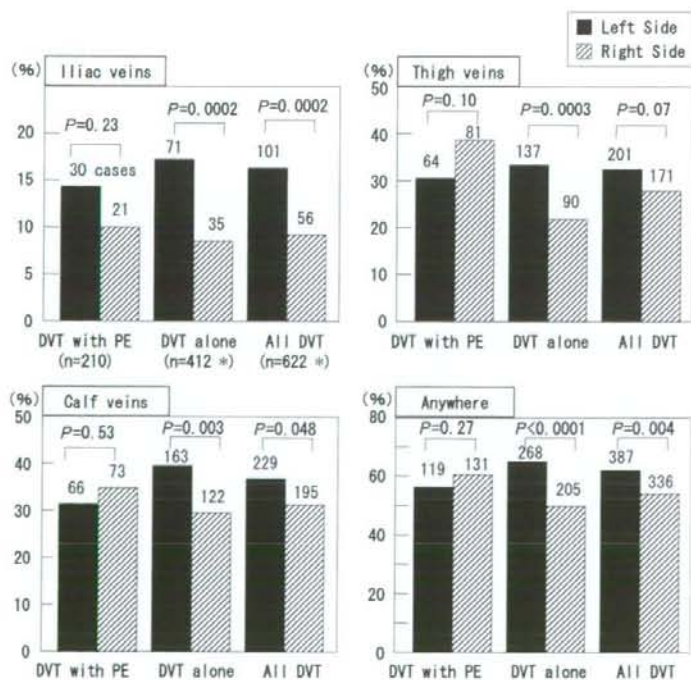 Left Side
Right Side
(%) Iliac veins
20
15
10
5
0
P=0.23
P=0.0002
P=0.0002
30 cases
21
71
35
101
56
DVT with PE
(n=210)
DVT alone
(n=412 *)
All DVT
(n=622 *)
(%) Thigh veins
50
40
30
20
10
0
P=0.10
P=0.0003
P=0.07
64
81
137
90
201
171
DVT with PE
DVT alone
All DVT
(%) Calf veins
50
40
30
20
10
0
P=0.53
P=0.003
P=0.048
66
73
163
122
229
195
DVT with PE
DVT alone
All DVT
(%) Anywhere
80
60
40
20
0
P=0.27
P<0.0001
P=0.004
119
131
268
205
387
336
DVT with PE
DVT alone
All DVT